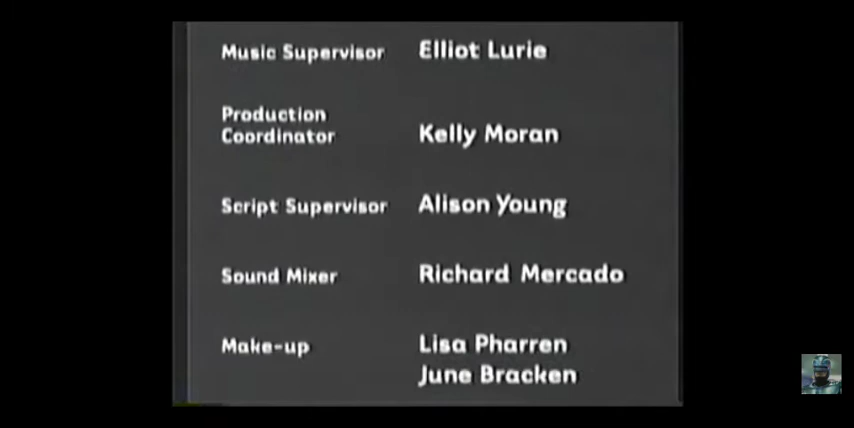 Music Supervisor Elliot Lurie
Production
Coordinator Kelly Moran
Script Supervisor Alison Young
Sound Mixer Richard Mercado
Make-up Lisa Pharren
June Bracken